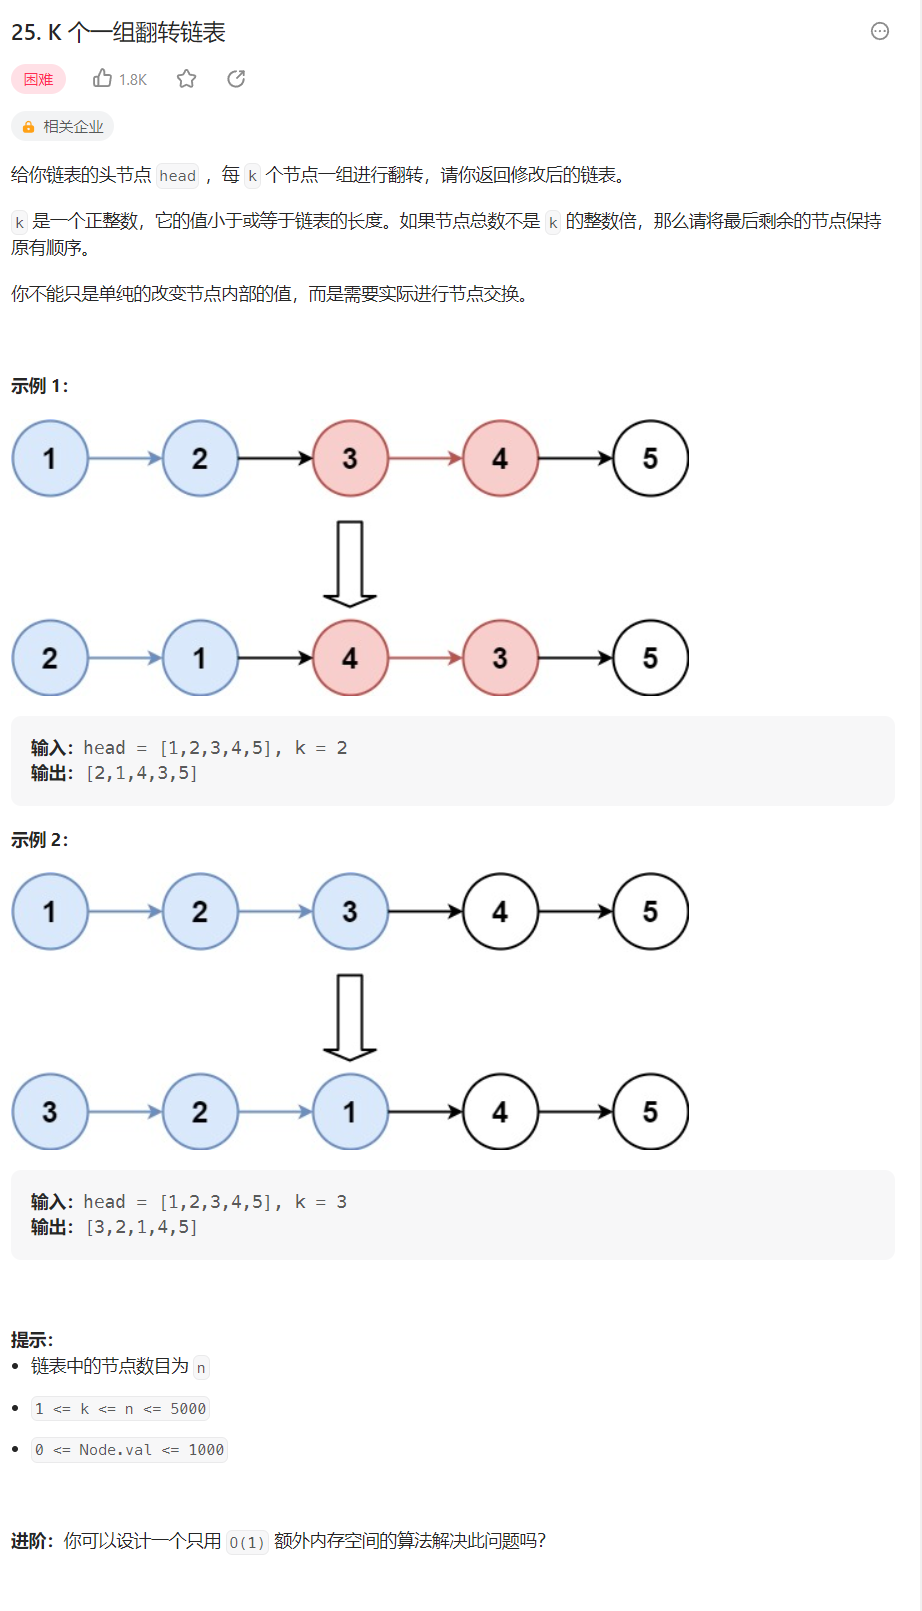 25. K 个一组翻转链表
困难 1.8K
相关企业
给你链表的头节点 head ，每 k 个节点一组进行翻转，请你返回修改后的链表。
k 是一个正整数，它的值小于或等于链表的长度。如果节点总数不是 k 的整数倍，那么请将最后剩余的节点保持
原有顺序。
你不能只是单纯的改变节点内部的值，而是需要实际进行节点交换。
示例 1：
1 2 3 4 5
2 1 4 3 5
输入：head = [1,2,3,4,5], k = 2
输出：[2,1,4,3,5]
示例 2：
1 2 3 4 5
3 2 1 4 5
输入：head = [1,2,3,4,5], k = 3
输出：[3,2,1,4,5]
提示：
• 链表中的节点数目为 n
• 1 <= k <= n <= 5000
• 0 <= Node.val <= 1000
进阶：你可以设计一个只用 O(1) 额外内存空间的算法解决此问题吗？